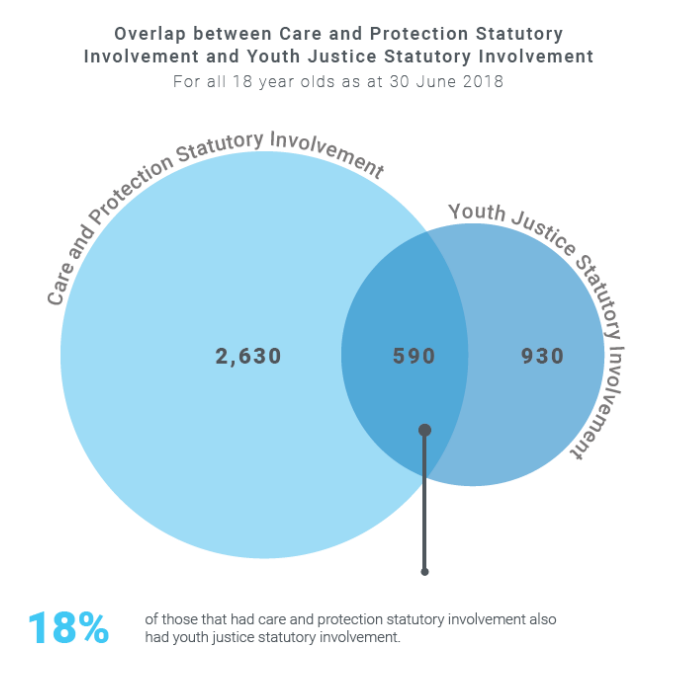 Overlap between Care and Protection Statutory
Involvement and Youth Justice Statutory Involvement
For all 18 year olds as at 30 June 2018
Care and Protection Statutory Involvement
Youth Justice Statutory Involvement
2,630
590
930
18%
of those that had care and protection statutory involvement also
had youth justice statutory involvement.